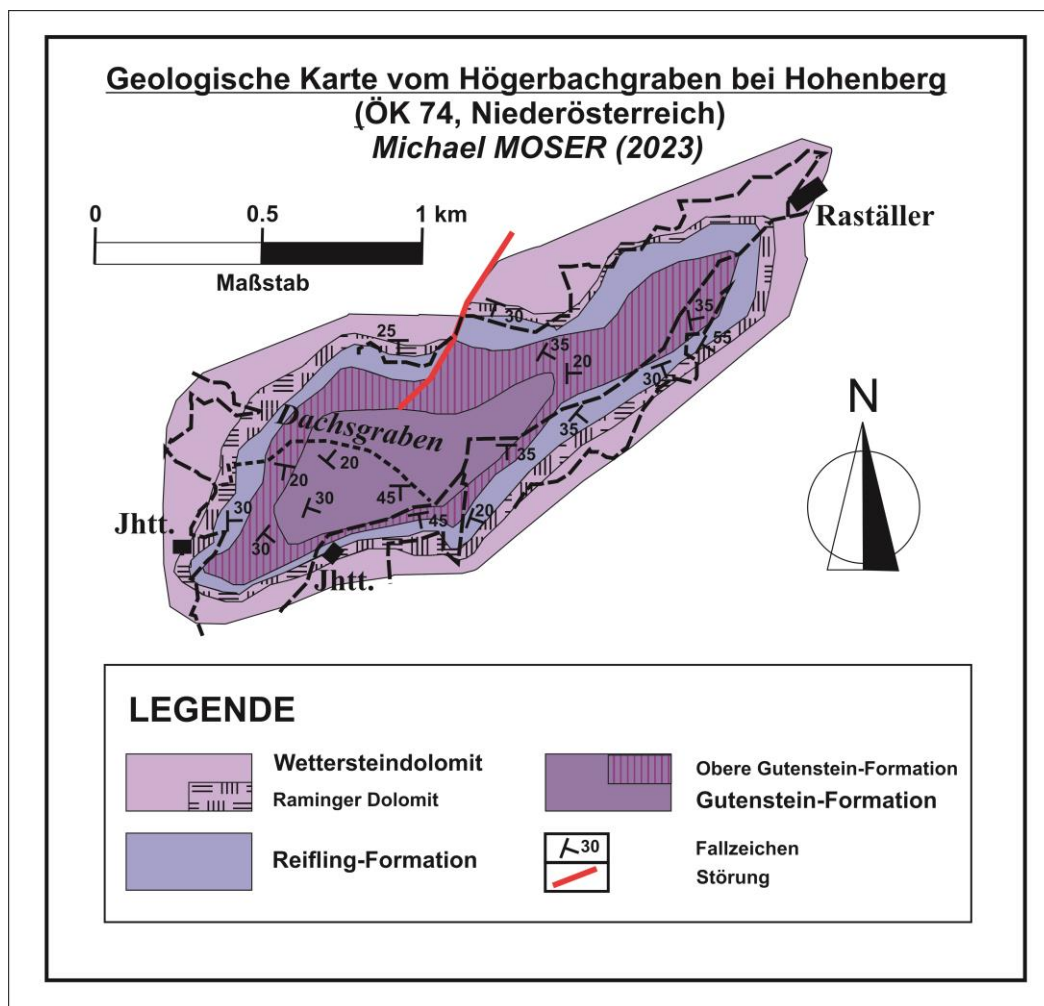 Geologische Karte vom Högerbachgraben bei Hohenberg
(ÖK 74, Niederösterreich)
Michael MOSER (2023)
0 0.5 1 km
Maßstab
Raställer
30
25
35
35
55
20
30
Dachsgraben
35
35
20
20
30
45
30
45
20
30
Jhtt.
Jhtt.
N
LEGENDE
Wettersteindolomit
Raminger Dolomit
Reifling-Formation
Obere Gutenstein-Formation
Gutenstein-Formation
30
Fallzeichen
Störung